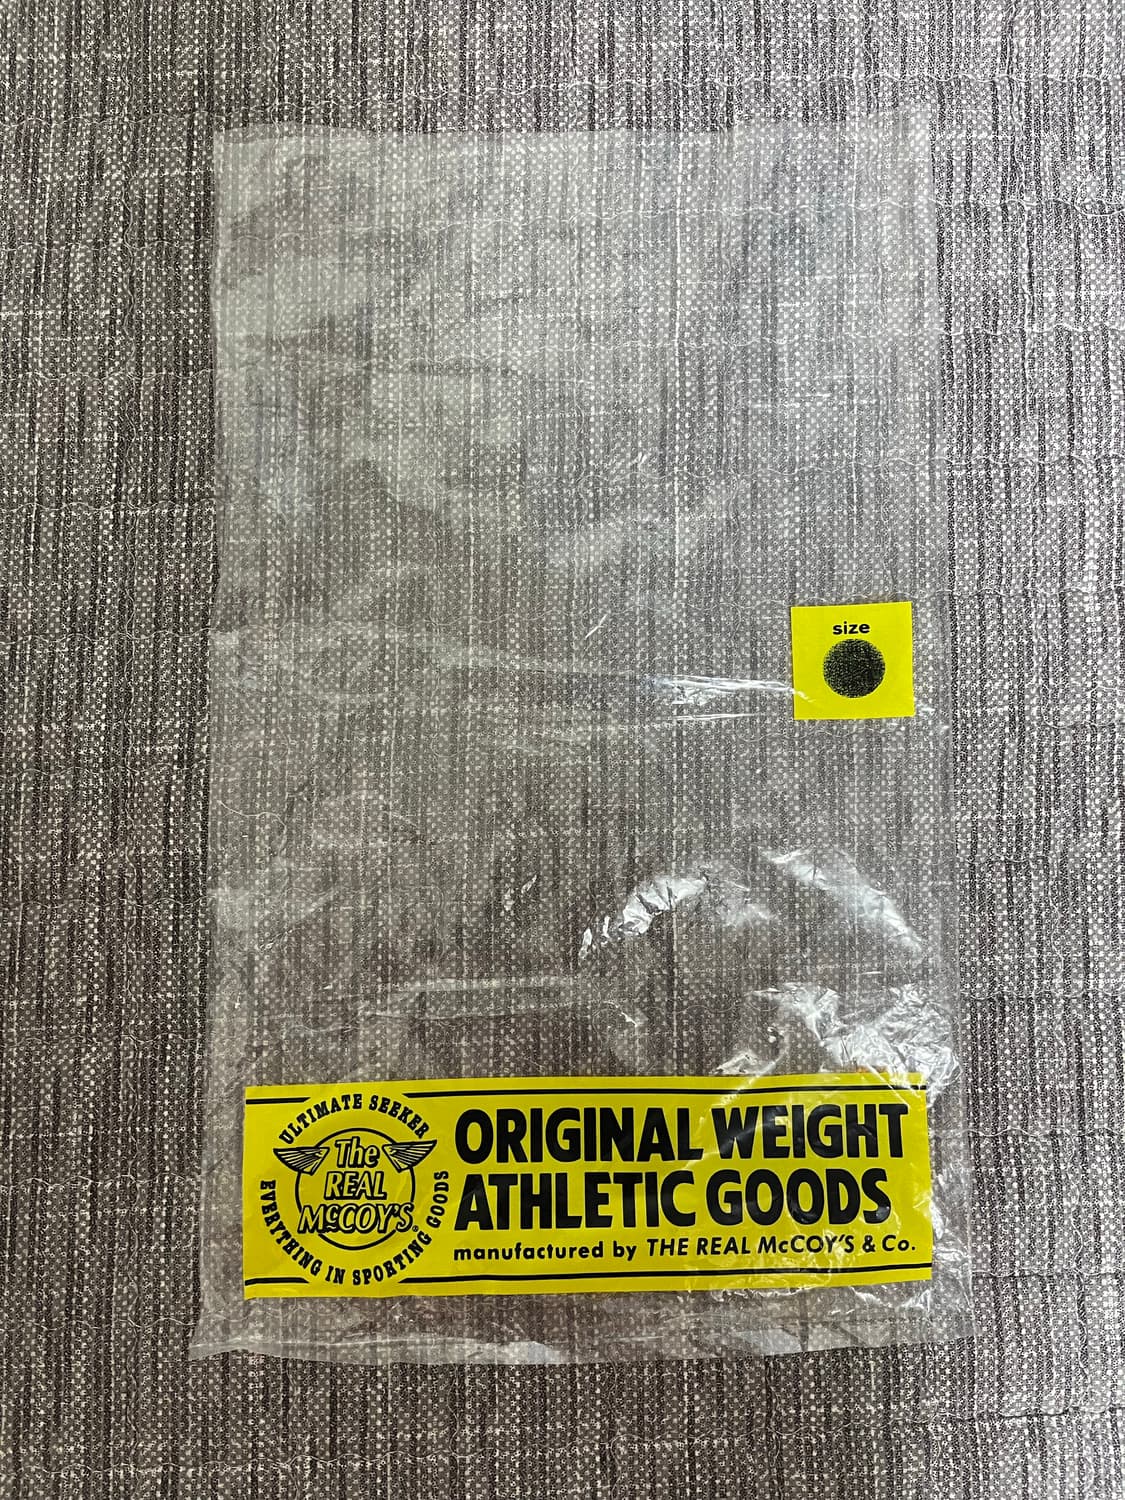 size
ULTIMATE SEEKER
The
REAL
McCOY'S®
EVERYTHING IN SPORTING GOODS
ORIGINAL WEIGHT
ATHLETIC GOODS
manufactured by THE REAL McCOY'S & Co.